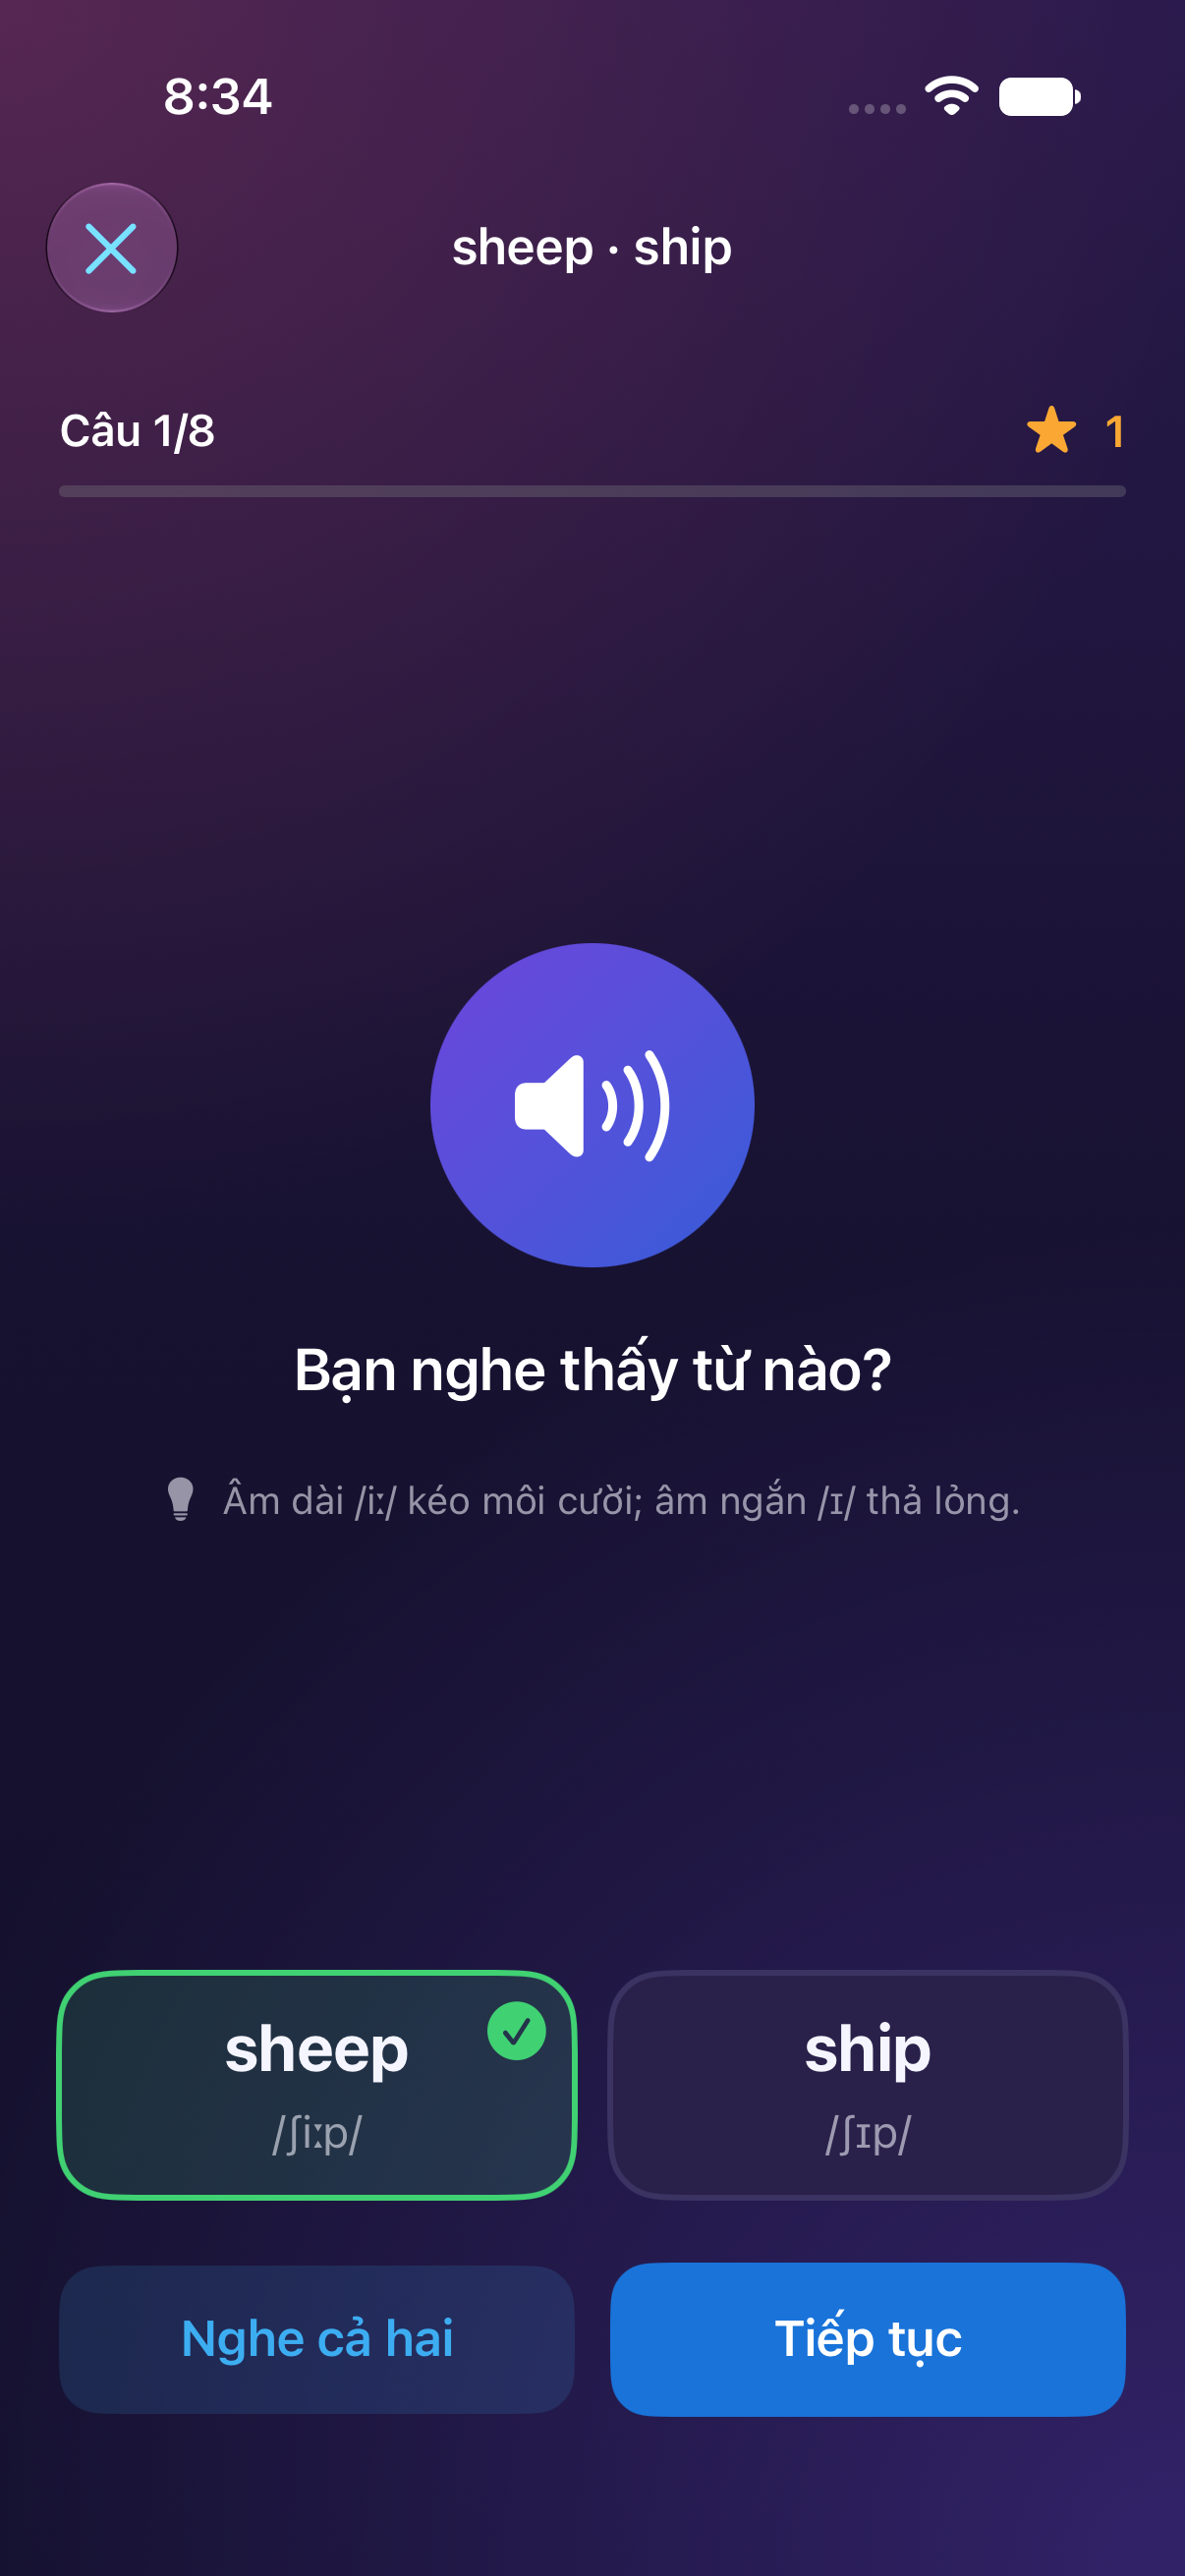 8:34
sheep · ship
Câu 1/8
1
Bạn nghe thấy từ nào?
Âm dài /iː/ kéo môi cười; âm ngắn /ɪ/ thả lỏng.
sheep
/ʃiːp/
ship
/ʃɪp/
Nghe cả hai
Tiếp tục